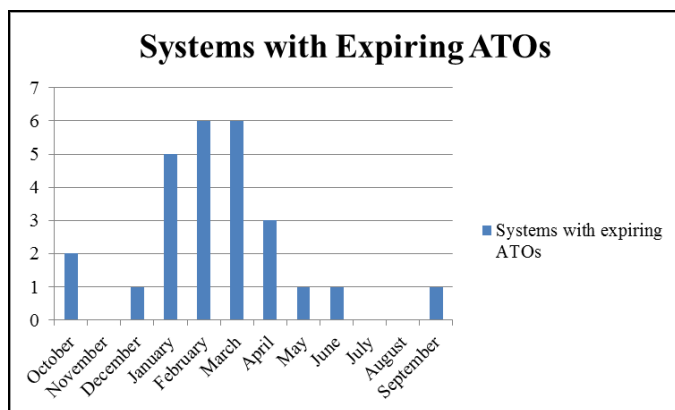 Systems with Expiring ATOs
7
6
5
4
3
2
1
0
October
November
December
January
February
March
April
May
June
July
August
September
Systems with expiring
ATOs